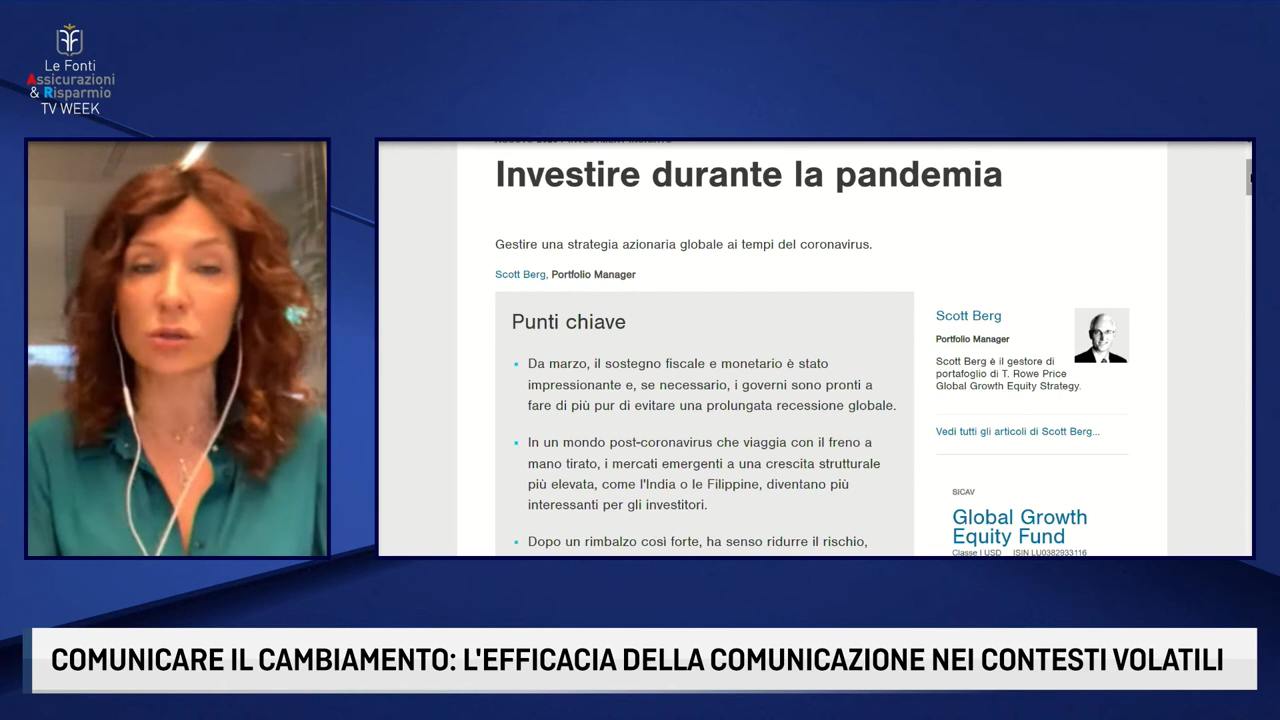 Le Fonti
Assicurazioni
& Risparmio
TV WEEK
Investire durante la pandemia
Gestire una strategia azionaria globale ai tempi del coronavirus.
Scott Berg, Portfolio Manager
Punti chiave
Da marzo, il sostegno fiscale e monetario è stato
impressionante e, se necessario, i governi sono pronti a
fare di più pur di evitare una prolungata recessione globale.
In un mondo post-coronavirus che viaggia con il freno a
mano tirato, i mercati emergenti a una crescita strutturale
più elevata, come l'India o le Filippine, diventano più
interessanti per gli investitori.
Dopo un rimbalzo così forte, ha senso ridurre il rischio,
Scott Berg
Portfolio Manager
Scott Berg è il gestore di
portafoglio di T. Rowe Price
Global Growth Equity Strategy.
Vedi tutti gli articoli di Scott Berg...
SICAV
Global Growth
Equity Fund
Classe I USD ISIN LU0382933116
COMUNICARE IL CAMBIAMENTO: L'EFFICACIA DELLA COMUNICAZIONE NEI CONTESTI VOLATILI